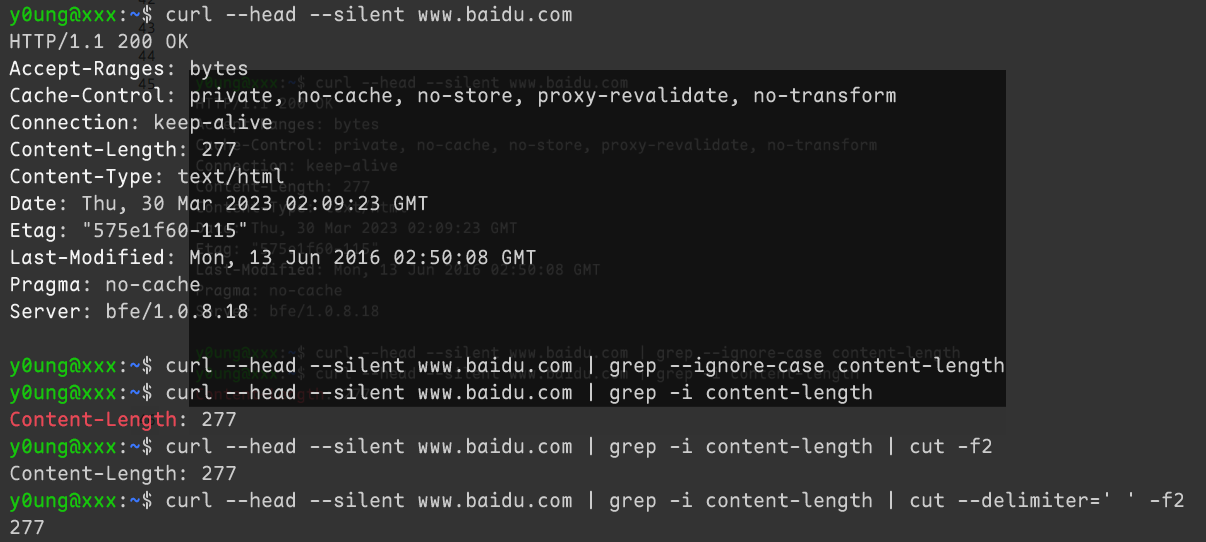 y0ung@xxx:~$ curl --head --silent www.baidu.com
HTTP/1.1 200 OK
Accept-Ranges: bytes
Cache-Control: private, no-cache, no-store, proxy-revalidate, no-transform
Connection: keep-alive
Content-Length: 277
Content-Type: text/html
Date: Thu, 30 Mar 2023 02:09:23 GMT
Etag: "575e1f60-115"
Last-Modified: Mon, 13 Jun 2016 02:50:08 GMT
Pragma: no-cache
Server: bfe/1.0.8.18
y0ung@xxx:~$ curl --head --silent www.baidu.com | grep --ignore-case content-length
y0ung@xxx:~$ curl --head --silent www.baidu.com | grep -i content-length
Content-Length: 277
y0ung@xxx:~$ curl --head --silent www.baidu.com | grep -i content-length | cut -f2
Content-Length: 277
y0ung@xxx:~$ curl --head --silent www.baidu.com | grep -i content-length | cut --delimiter=' ' -f2
277